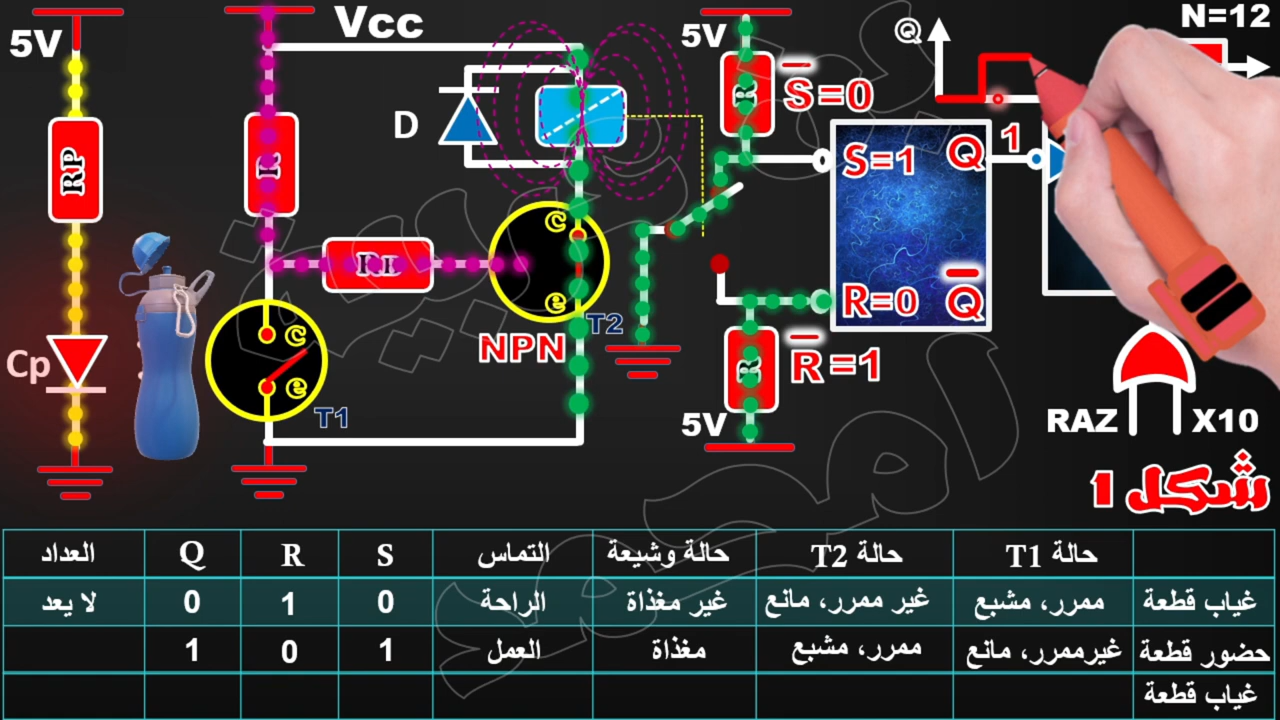 5V
RP
Cp
Vcc
R
D
RB
c
e
T1
c
e
T2
NPN
5V
R
S̅=0
S=1
Q
1
R=0
Q̅
R
R̅=1
5V
Q
N=12
RAZ
X10
شكل 1
حالة T1 حالة T2 حالة وشيعة التماس S R Q العداد
غياب قطعة ممرر، مشبع غير ممرر، مانع غير مغذاة الراحة 0 1 0 لا يعد
حضور قطعة غيرممرر، مانع ممرر، مشبع مغذاة العمل 1 0 1
غياب قطعة